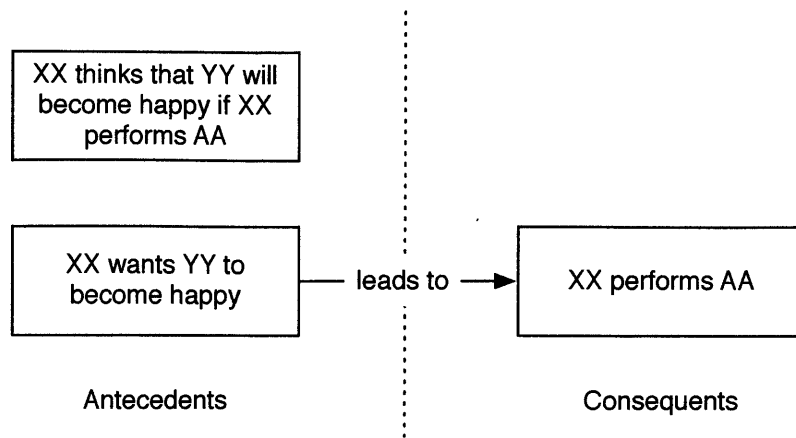 XX thinks that YY will
become happy if XX
performs AA
XX wants YY to
become happy
leads to
XX performs AA
Antecedents
Consequents